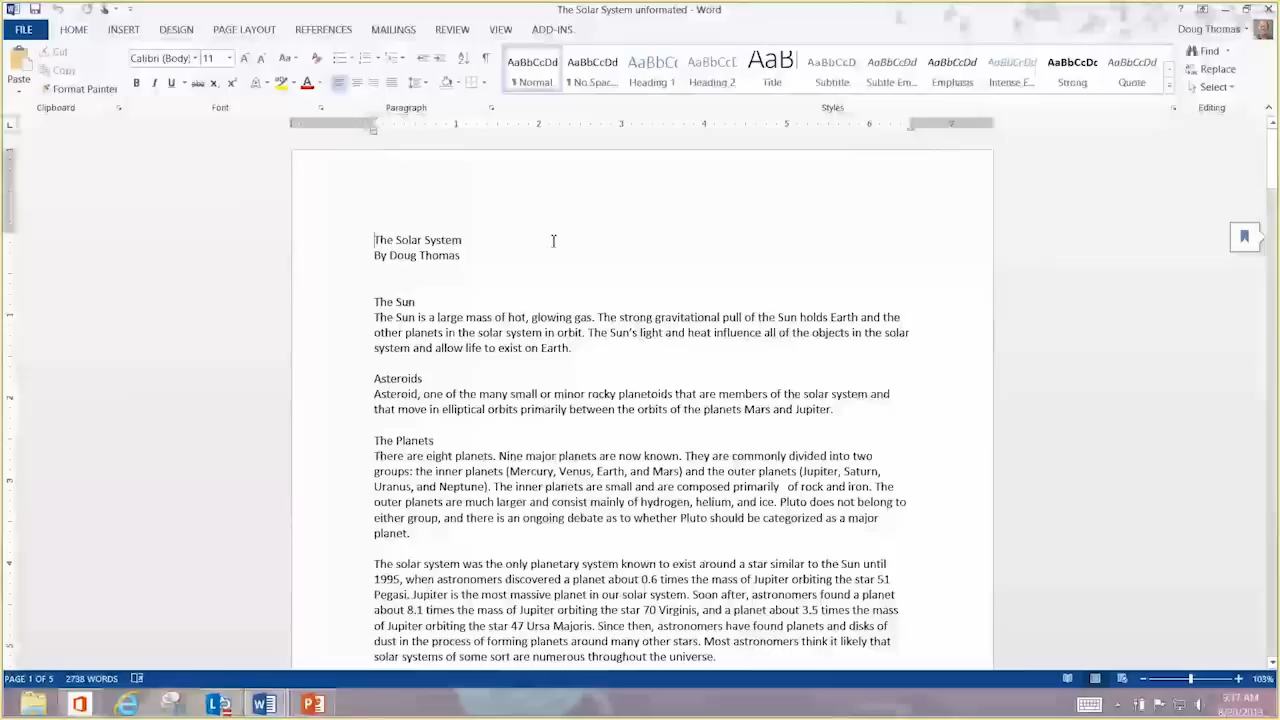 The Solar System unformated - Word
FILE HOME INSERT DESIGN PAGE LAYOUT REFERENCES MAILINGS REVIEW VIEW ADD-INS
Doug Thomas
Paste
Cut
Copy
Format Painter
Calibri (Body) 11
Clipboard Font Paragraph Styles Editing
AaBbCcDd AaBbCcDd AaBbCc AaBbCcC AaB AaBbCcD AaBbCcDd AaBbCcDd AaBbCcDd AaBbCcDc AaBbCcDd
¶ Normal ¶ No Spac... Heading 1 Heading 2 Title Subtitle Subtle Em... Emphasis Intense E... Strong Quote
Find
Replace
Select
1 2 3 4 5 6 7
The Solar System
By Doug Thomas
The Sun
The Sun is a large mass of hot, glowing gas. The strong gravitational pull of the Sun holds Earth and the
other planets in the solar system in orbit. The Sun's light and heat influence all of the objects in the solar
system and allow life to exist on Earth.
Asteroids
Asteroid, one of the many small or minor rocky planetoids that are members of the solar system and
that move in elliptical orbits primarily between the orbits of the planets Mars and Jupiter.
The Planets
There are eight planets. Nine major planets are now known. They are commonly divided into two
groups: the inner planets (Mercury, Venus, Earth, and Mars) and the outer planets (Jupiter, Saturn,
Uranus, and Neptune). The inner planets are small and are composed primarily of rock and iron. The
outer planets are much larger and consist mainly of hydrogen, helium, and ice. Pluto does not belong to
either group, and there is an ongoing debate as to whether Pluto should be categorized as a major
planet.
The solar system was the only planetary system known to exist around a star similar to the Sun until
1995, when astronomers discovered a planet about 0.6 times the mass of Jupiter orbiting the star 51
Pegasi. Jupiter is the most massive planet in our solar system. Soon after, astronomers found a planet
about 8.1 times the mass of Jupiter orbiting the star 70 Virginis, and a planet about 3.5 times the mass
of Jupiter orbiting the star 47 Ursa Majoris. Since then, astronomers have found planets and disks of
dust in the process of forming planets around many other stars. Most astronomers think it likely that
solar systems of some sort are numerous throughout the universe.
PAGE 1 OF 5 2738 WORDS 103%
9:37 AM